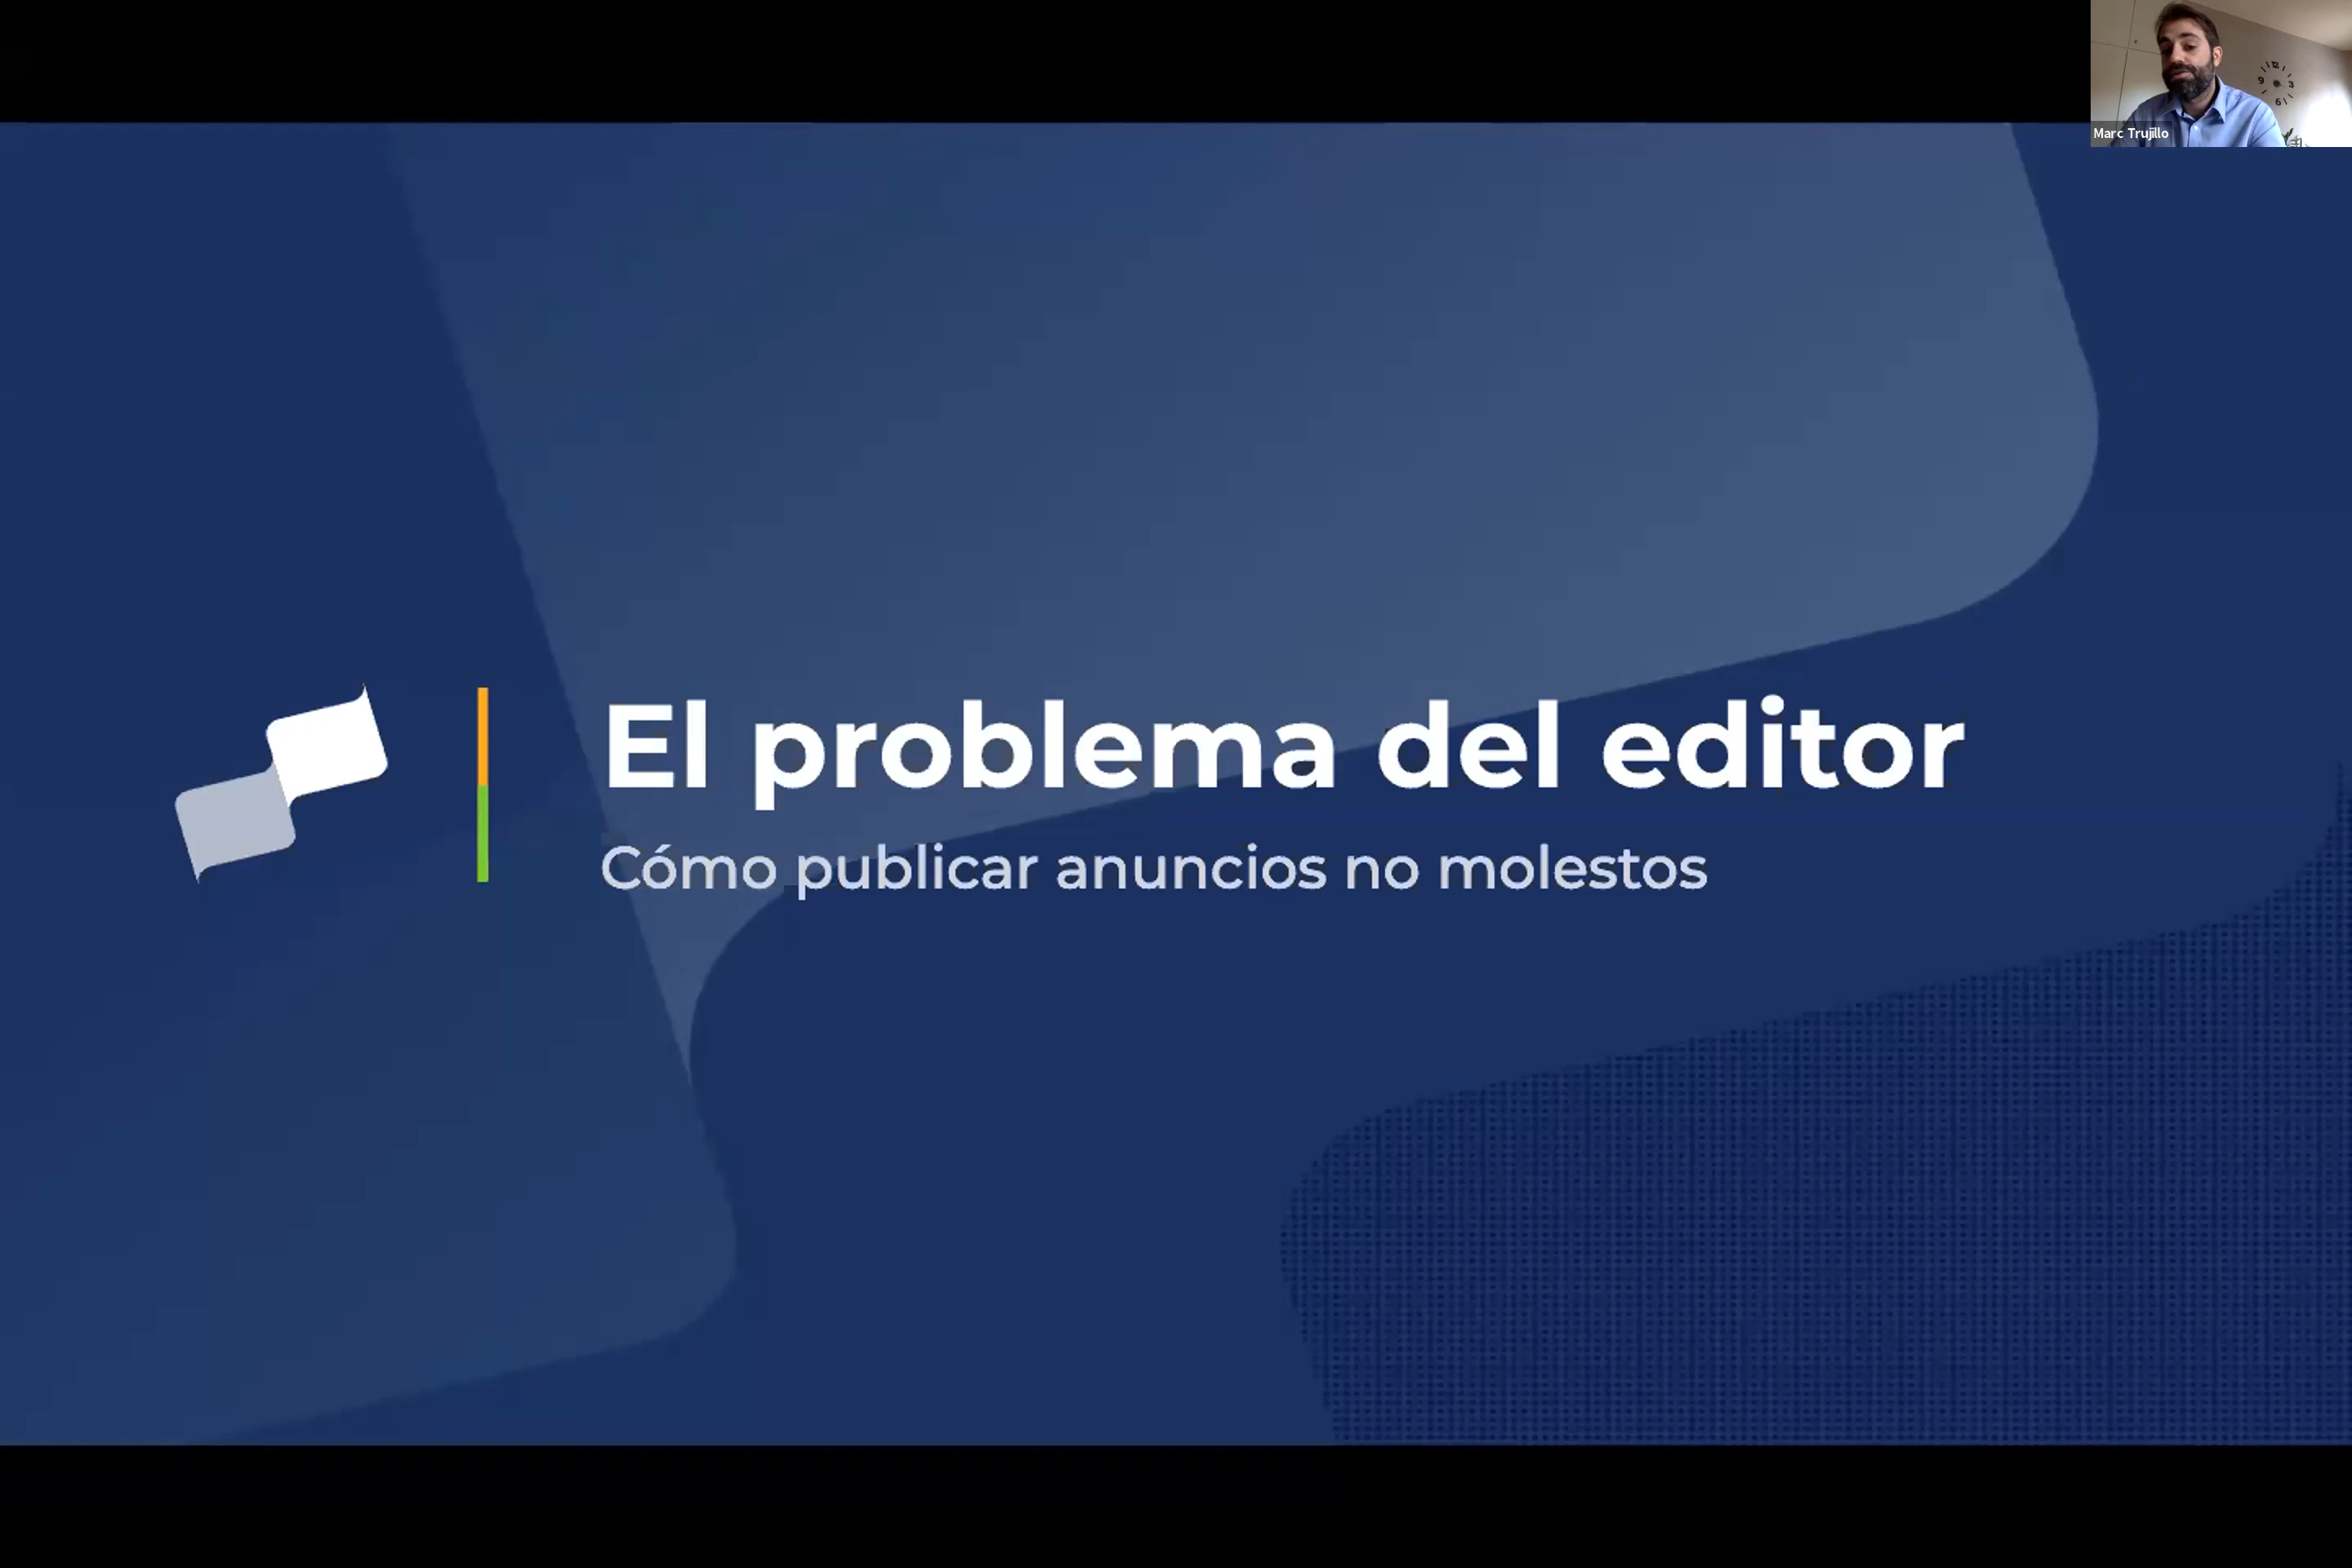 Marc Trujillo
El problema del editor
Cómo publicar anuncios no molestos